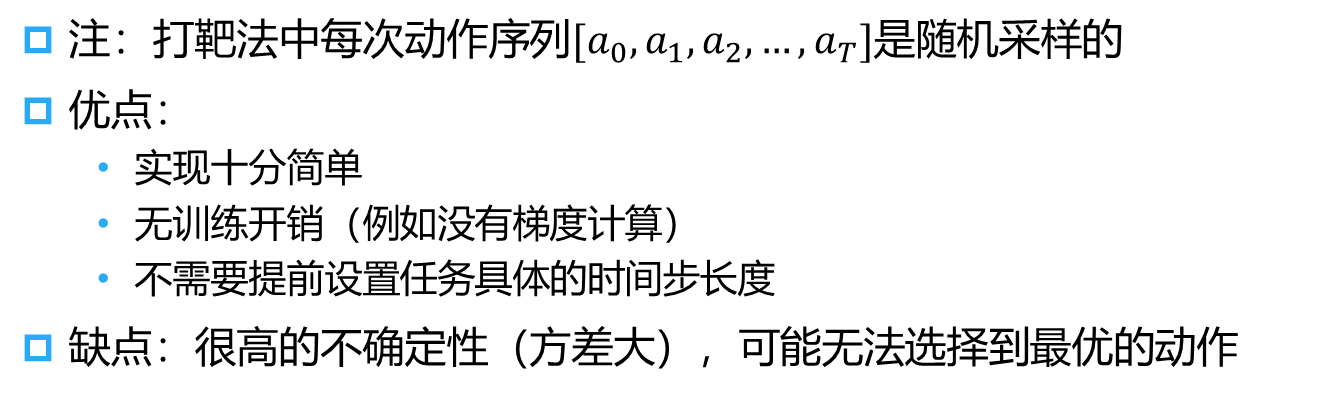 注：打靶法中每次动作序列[𝑎₀, 𝑎₁, 𝑎₂, … , 𝑎_𝑇]是随机采样的
优点：
• 实现十分简单
• 无训练开销（例如没有梯度计算）
• 不需要提前设置任务具体的时间步长度
缺点：很高的不确定性（方差大），可能无法选择到最优的动作